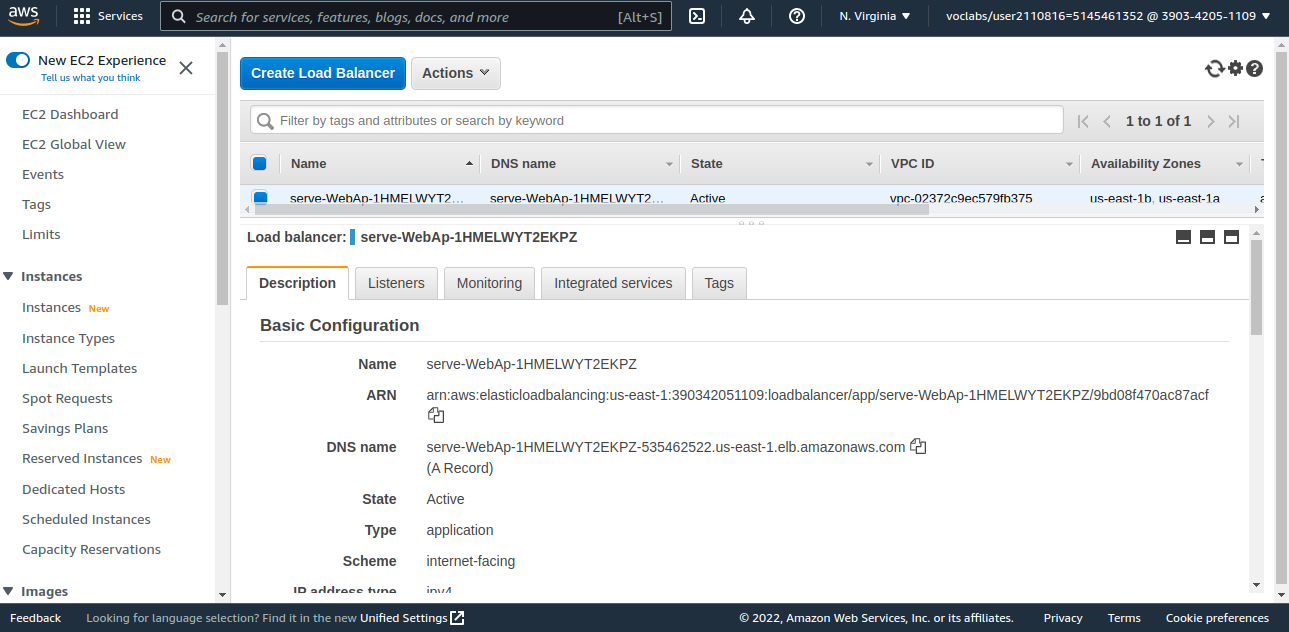 aws Services Search for services, features, blogs, docs, and more [Alt+S] N. Virginia voclabs/user2110816=5145461352 @ 3903-4205-1109
New EC2 Experience
Tell us what you think
EC2 Dashboard
EC2 Global View
Events
Tags
Limits
Instances
Instances New
Instance Types
Launch Templates
Spot Requests
Savings Plans
Reserved Instances New
Dedicated Hosts
Scheduled Instances
Capacity Reservations
Images
Create Load Balancer Actions
Filter by tags and attributes or search by keyword 1 to 1 of 1
Name DNS name State VPC ID Availability Zones
serve-WebAp-1HMELWYT2... serve-WebAp-1HMELWYT2... Active vpc-02372c9ec579fb375 us-east-1b, us-east-1a
Load balancer: serve-WebAp-1HMELWYT2EKPZ
Description Listeners Monitoring Integrated services Tags
Basic Configuration
Name serve-WebAp-1HMELWYT2EKPZ
ARN arn:aws:elasticloadbalancing:us-east-1:390342051109:loadbalancer/app/serve-WebAp-1HMELWYT2EKPZ/9bd08f470ac87acf
DNS name serve-WebAp-1HMELWYT2EKPZ-535462522.us-east-1.elb.amazonaws.com
(A Record)
State Active
Type application
Scheme internet-facing
IP address type ipv4
Feedback Looking for language selection? Find it in the new Unified Settings © 2022, Amazon Web Services, Inc. or its affiliates. Privacy Terms Cookie preferences